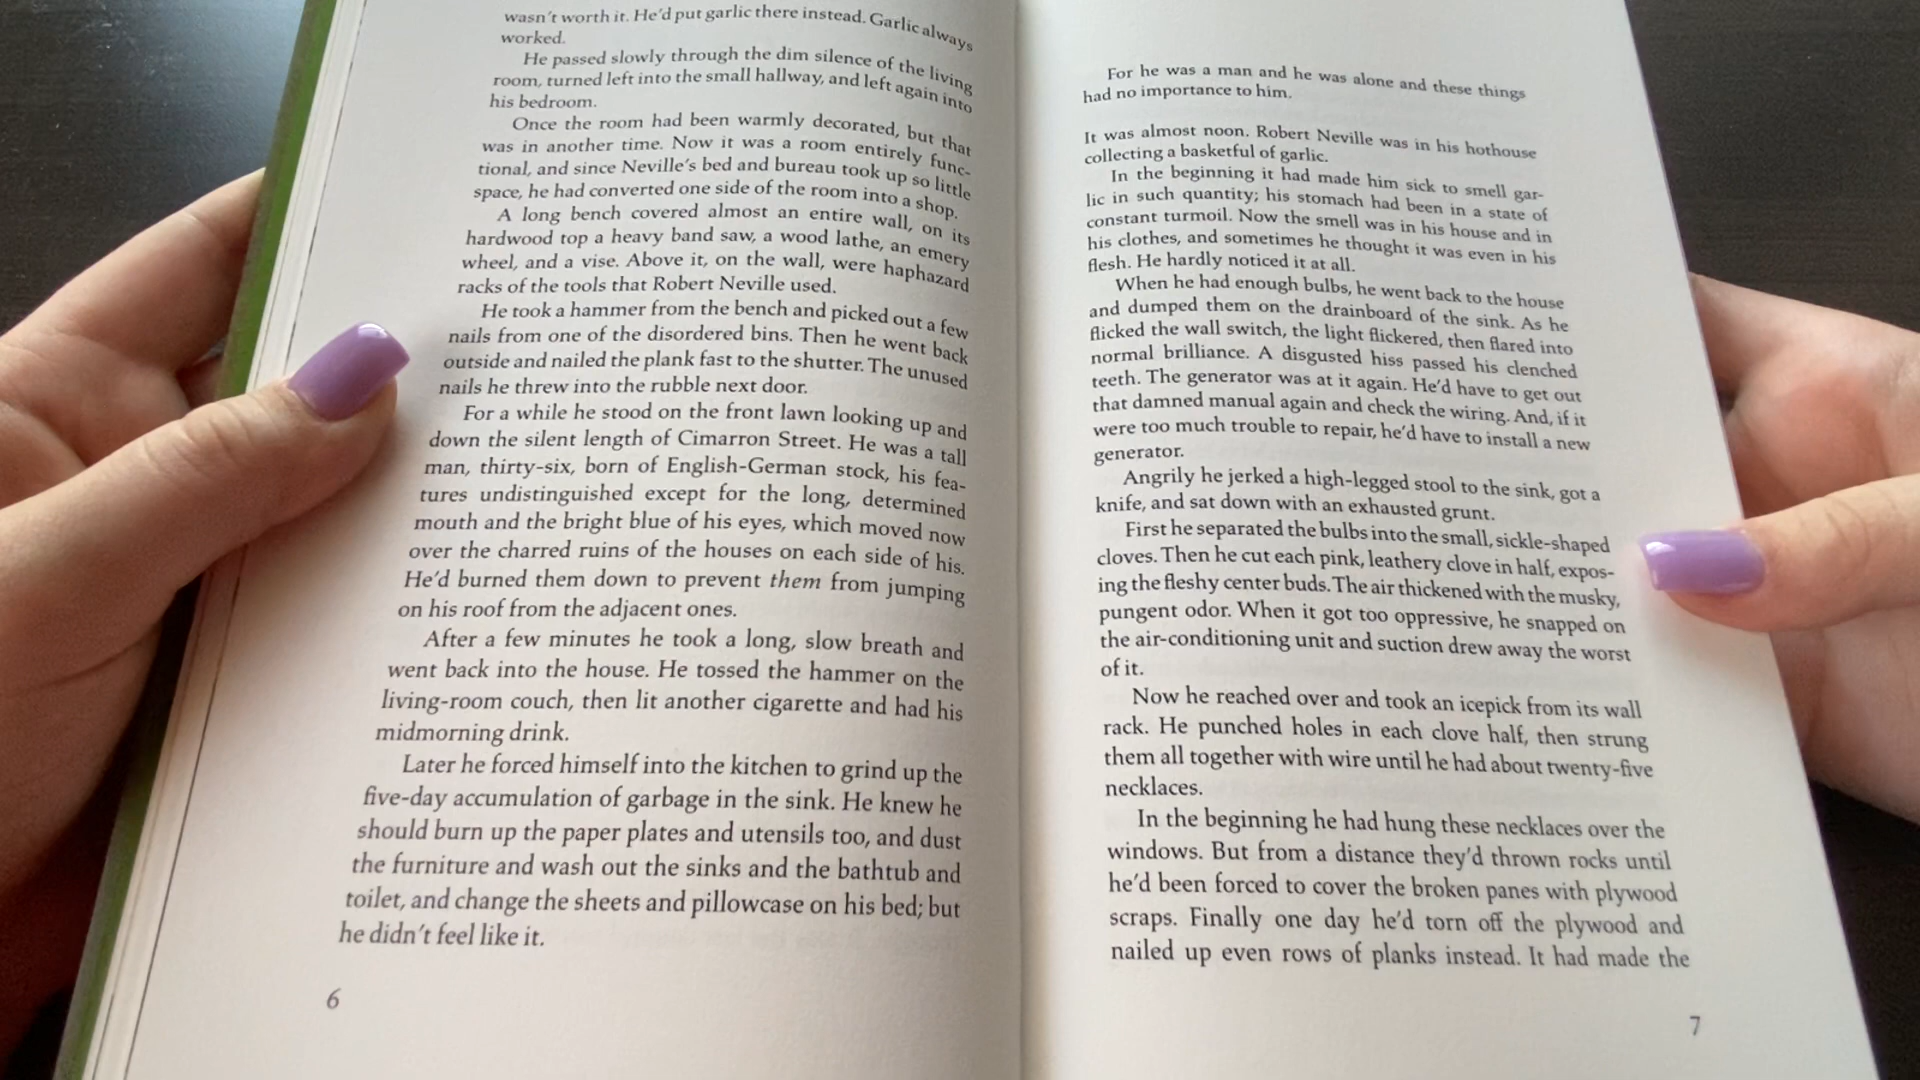 wasn't worth it. He'd put garlic there instead. Garlic always
worked.
He passed slowly through the dim silence of the living
room, turned left into the small hallway, and left again into
his bedroom.
Once the room had been warmly decorated, but that
was in another time. Now it was a room entirely func-
tional, and since Neville's bed and bureau took up so little
space, he had converted one side of the room into a shop.
A long bench covered almost an entire wall, on its
hardwood top a heavy band saw, a wood lathe, an emery
wheel, and a vise. Above it, on the wall, were haphazard
racks of the tools that Robert Neville used.
He took a hammer from the bench and picked out a few
nails from one of the disordered bins. Then he went back
outside and nailed the plank fast to the shutter. The unused
nails he threw into the rubble next door.
For a while he stood on the front lawn looking up and
down the silent length of Cimarron Street. He was a tall
man, thirty-six, born of English-German stock, his fea-
tures undistinguished except for the long, determined
mouth and the bright blue of his eyes, which moved now
over the charred ruins of the houses on each side of his.
He'd burned them down to prevent them from jumping
on his roof from the adjacent ones.
After a few minutes he took a long, slow breath and
went back into the house. He tossed the hammer on the
living-room couch, then lit another cigarette and had his
midmorning drink.
Later he forced himself into the kitchen to grind up the
five-day accumulation of garbage in the sink. He knew he
should burn up the paper plates and utensils too, and dust
the furniture and wash out the sinks and the bathtub and
toilet, and change the sheets and pillowcase on his bed; but
he didn't feel like it.
6
For he was a man and he was alone and these things
had no importance to him.
It was almost noon. Robert Neville was in his hothouse
collecting a basketful of garlic.
In the beginning it had made him sick to smell gar-
lic in such quantity; his stomach had been in a state of
constant turmoil. Now the smell was in his house and in
his clothes, and sometimes he thought it was even in his
flesh. He hardly noticed it at all.
When he had enough bulbs, he went back to the house
and dumped them on the drainboard of the sink. As he
flicked the wall switch, the light flickered, then flared into
normal brilliance. A disgusted hiss passed his clenched
teeth. The generator was at it again. He'd have to get out
that damned manual again and check the wiring. And, if it
were too much trouble to repair, he'd have to install a new
generator.
Angrily he jerked a high-legged stool to the sink, got a
knife, and sat down with an exhausted grunt.
First he separated the bulbs into the small, sickle-shaped
cloves. Then he cut each pink, leathery clove in half, expos-
ing the fleshy center buds. The air thickened with the musky,
pungent odor. When it got too oppressive, he snapped on
the air-conditioning unit and suction drew away the worst
of it.
Now he reached over and took an icepick from its wall
rack. He punched holes in each clove half, then strung
them all together with wire until he had about twenty-five
necklaces.
In the beginning he had hung these necklaces over the
windows. But from a distance they'd thrown rocks until
he'd been forced to cover the broken panes with plywood
scraps. Finally one day he'd torn off the plywood and
nailed up even rows of planks instead. It had made the
7